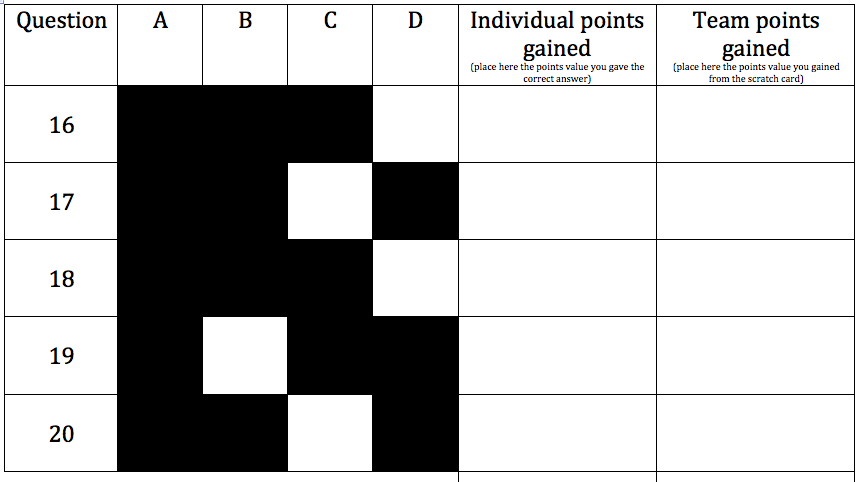 Question A B C D Individual points Team points
gained gained
(place here the points value you gave the (place here the points value you gained
correct answer) from the scratch card)
16
17
18
19
20